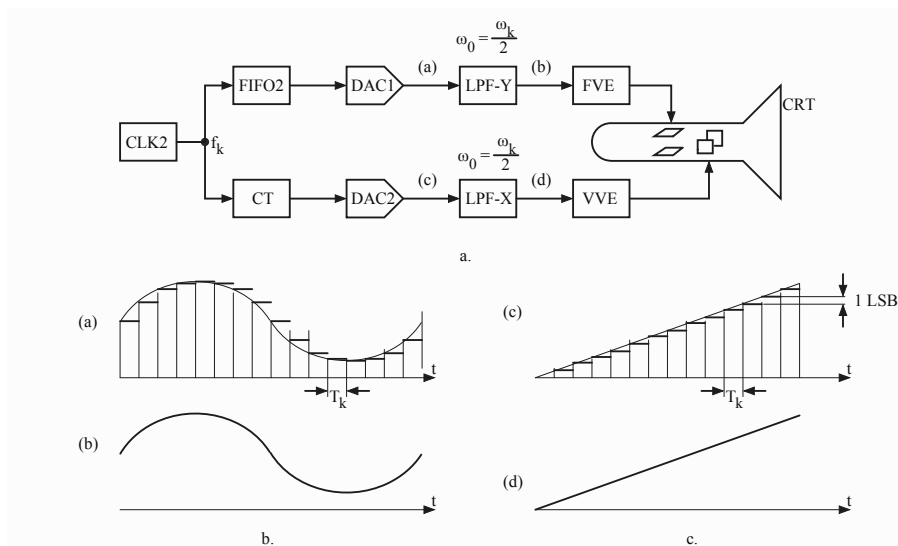 ω0 = ωk/2
(a) (b)
FIFO2 DAC1 LPF-Y FVE
CRT
CLK2 fk
ω0 = ωk/2
(c) (d)
CT DAC2 LPF-X VVE
a.
(a) t
Tk
(c) 1 LSB
t
Tk
(b) t
(d) t
b. c.